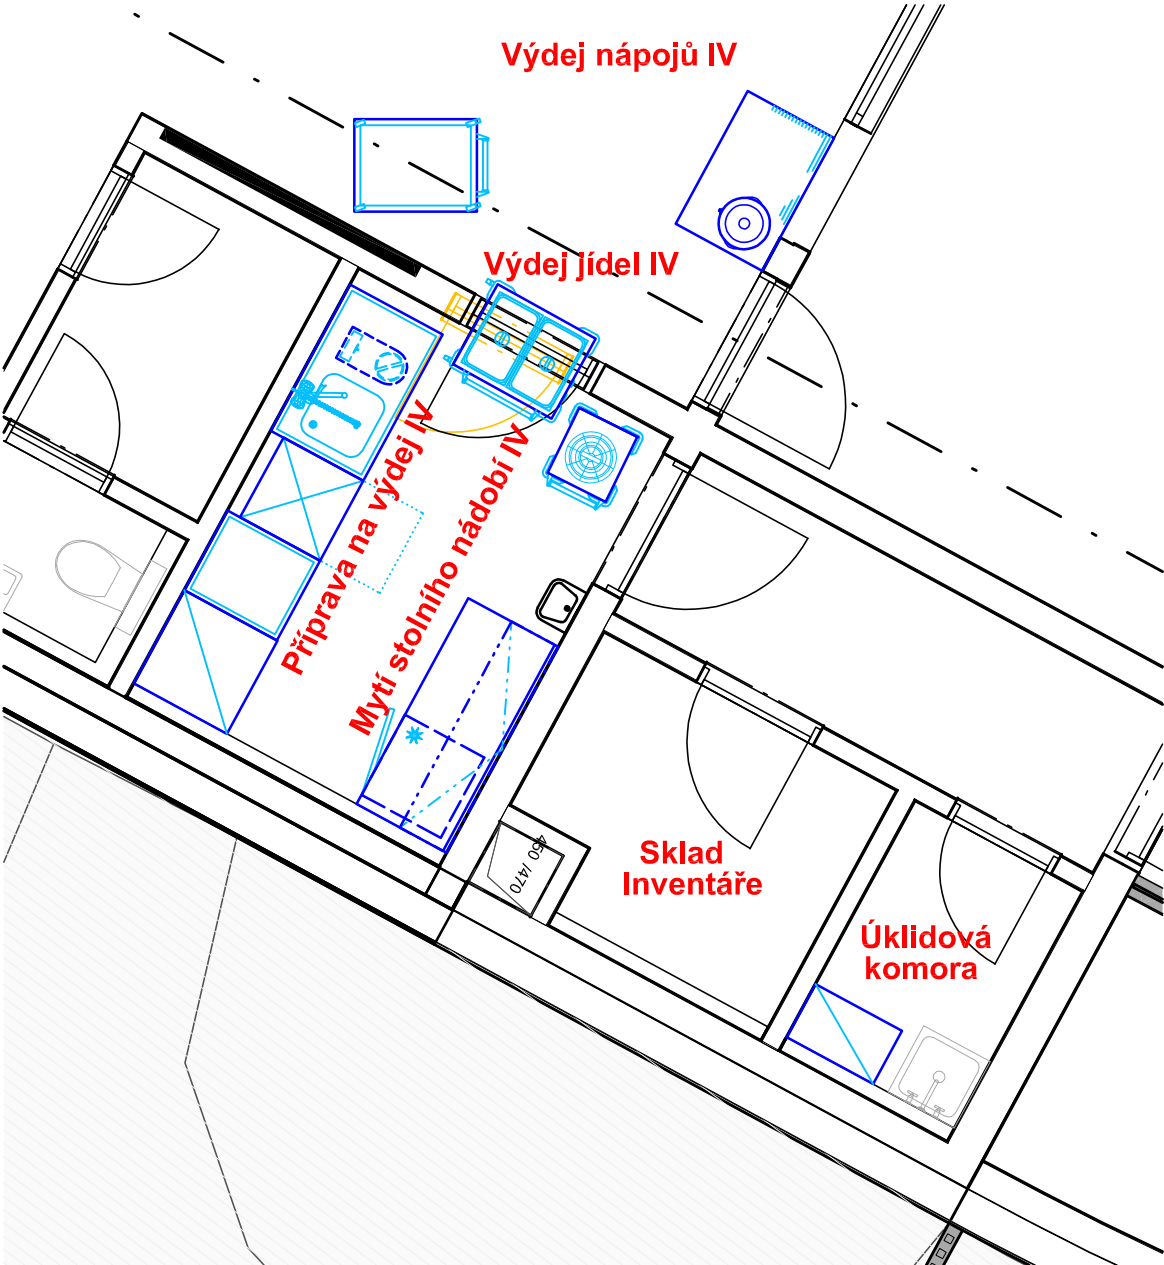 Výdej nápojů IV
Výdej jídel IV
Příprava na výdej IV
Mytí stolního nádobí IV
450 /470
Sklad
Inventáře
Úklidová
komora